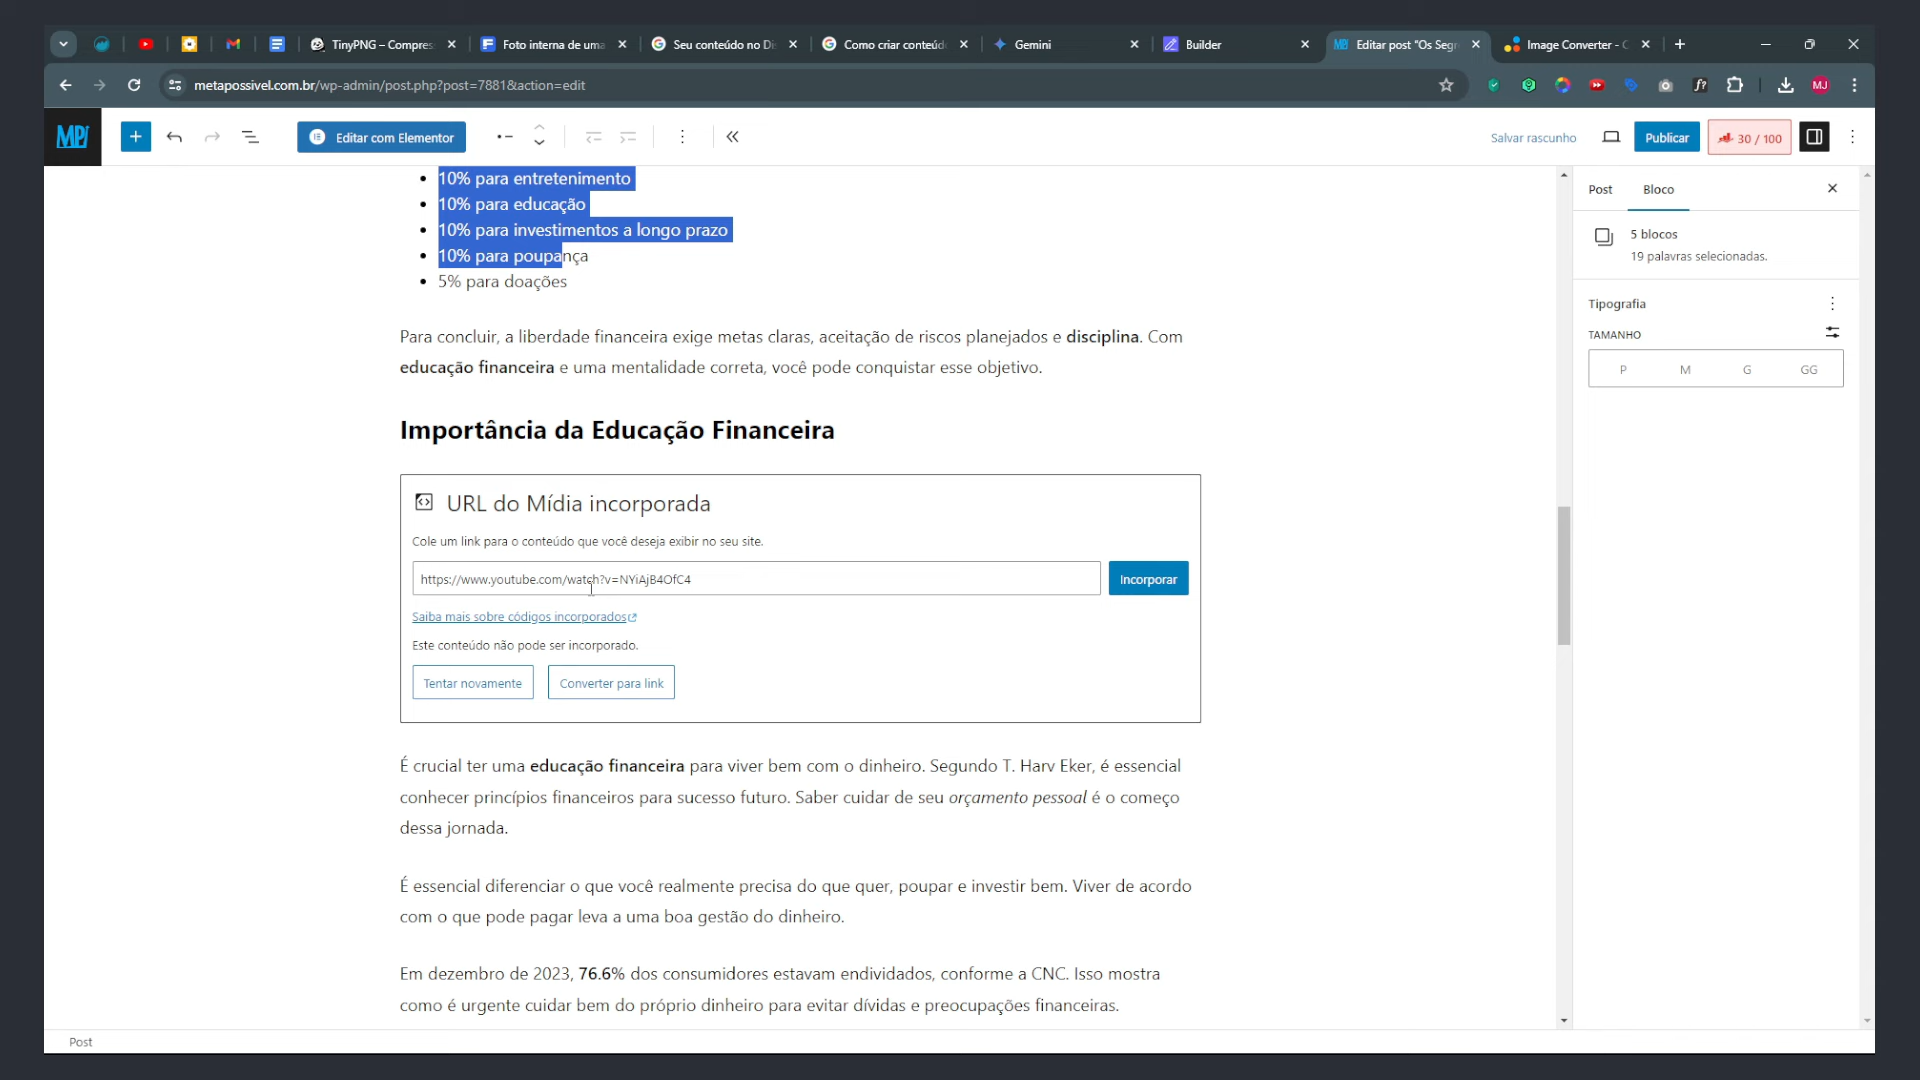 TinyPNG – Compres
Foto interna de uma
Seu conteúdo no Di
Como criar conteúd
Gemini
Builder
Editar post "Os Segr
Image Converter - C
metapossivel.com.br/wp-admin/post.php?post=7881&action=edit
f?
MJ
MPi
Editar com Elementor
Salvar rascunho
Publicar
30 / 100
10% para entretenimento
10% para educação
10% para investimentos a longo prazo
10% para poupança
5% para doações
Para concluir, a liberdade financeira exige metas claras, aceitação de riscos planejados e disciplina. Com
educação financeira e uma mentalidade correta, você pode conquistar esse objetivo.
Importância da Educação Financeira
URL do Mídia incorporada
Cole um link para o conteúdo que você deseja exibir no seu site.
https://www.youtube.com/watch?v=NYiAjB4OfC4
Incorporar
Saiba mais sobre códigos incorporados
Este conteúdo não pode ser incorporado.
Tentar novamente
Converter para link
É crucial ter uma educação financeira para viver bem com o dinheiro. Segundo T. Harv Eker, é essencial
conhecer princípios financeiros para sucesso futuro. Saber cuidar de seu orçamento pessoal é o começo
dessa jornada.
É essencial diferenciar o que você realmente precisa do que quer, poupar e investir bem. Viver de acordo
com o que pode pagar leva a uma boa gestão do dinheiro.
Em dezembro de 2023, 76.6% dos consumidores estavam endividados, conforme a CNC. Isso mostra
como é urgente cuidar bem do próprio dinheiro para evitar dívidas e preocupações financeiras.
Post
Bloco
5 blocos
19 palavras selecionadas.
Tipografia
TAMANHO
P
M
G
GG
Post